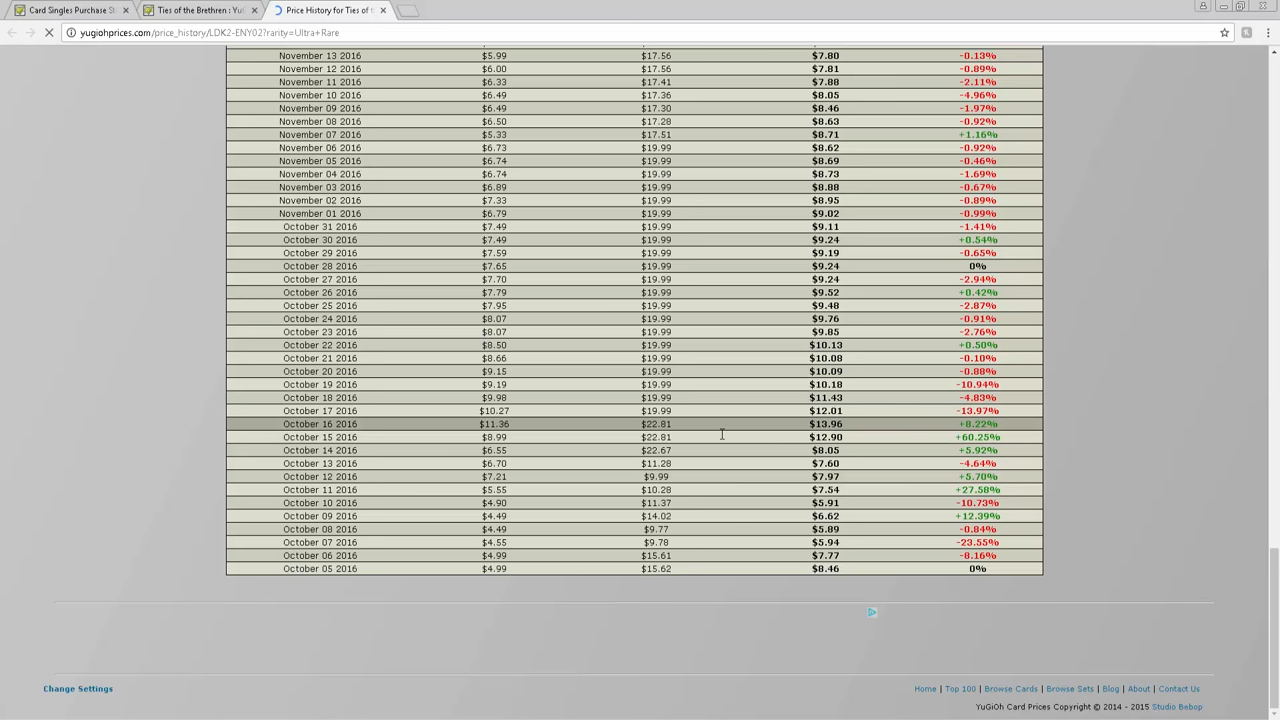 Card Singles Purchase St
Ties of the Brethren : Yu
Price History for Ties of t
yugiohprices.com/price_history/LDK2-ENY02?rarity=Ultra+Rare
November 13 2016 $5.99 $17.56 $7.80 -0.13%
November 12 2016 $6.00 $17.56 $7.81 -0.89%
November 11 2016 $6.33 $17.41 $7.88 -2.11%
November 10 2016 $6.49 $17.36 $8.05 -4.96%
November 09 2016 $6.49 $17.30 $8.46 -1.97%
November 08 2016 $6.50 $17.28 $8.63 -0.92%
November 07 2016 $5.33 $17.51 $8.71 +1.16%
November 06 2016 $6.73 $19.99 $8.62 -0.92%
November 05 2016 $6.74 $19.99 $8.69 -0.46%
November 04 2016 $6.74 $19.99 $8.73 -1.69%
November 03 2016 $6.89 $19.99 $8.88 -0.67%
November 02 2016 $7.33 $19.99 $8.95 -0.89%
November 01 2016 $6.79 $19.99 $9.02 -0.99%
October 31 2016 $7.49 $19.99 $9.11 -1.41%
October 30 2016 $7.49 $19.99 $9.24 +0.54%
October 29 2016 $7.59 $19.99 $9.19 -0.65%
October 28 2016 $7.65 $19.99 $9.24 0%
October 27 2016 $7.70 $19.99 $9.24 -2.94%
October 26 2016 $7.79 $19.99 $9.52 +0.42%
October 25 2016 $7.95 $19.99 $9.48 -2.87%
October 24 2016 $8.07 $19.99 $9.76 -0.91%
October 23 2016 $8.07 $19.99 $9.85 -2.76%
October 22 2016 $8.50 $19.99 $10.13 +0.50%
October 21 2016 $8.66 $19.99 $10.08 -0.10%
October 20 2016 $9.15 $19.99 $10.09 -0.88%
October 19 2016 $9.19 $19.99 $10.18 -10.94%
October 18 2016 $9.98 $19.99 $11.43 -4.83%
October 17 2016 $10.27 $19.99 $12.01 -13.97%
October 16 2016 $11.36 $22.81 $13.96 +8.22%
October 15 2016 $8.99 $22.81 $12.90 +60.25%
October 14 2016 $6.55 $22.67 $8.05 +5.92%
October 13 2016 $6.70 $11.28 $7.60 -4.64%
October 12 2016 $7.21 $9.99 $7.97 +5.70%
October 11 2016 $5.55 $10.28 $7.54 +27.58%
October 10 2016 $4.90 $11.37 $5.91 -10.73%
October 09 2016 $4.49 $14.02 $6.62 +12.39%
October 08 2016 $4.49 $9.77 $5.89 -0.84%
October 07 2016 $4.55 $9.78 $5.94 -23.55%
October 06 2016 $4.99 $15.61 $7.77 -8.16%
October 05 2016 $4.99 $15.62 $8.46 0%
Change Settings
Home | Top 100 | Browse Cards | Browse Sets | Blog | About | Contact Us
YuGiOh Card Prices Copyright © 2014 - 2015 Studio Bebop